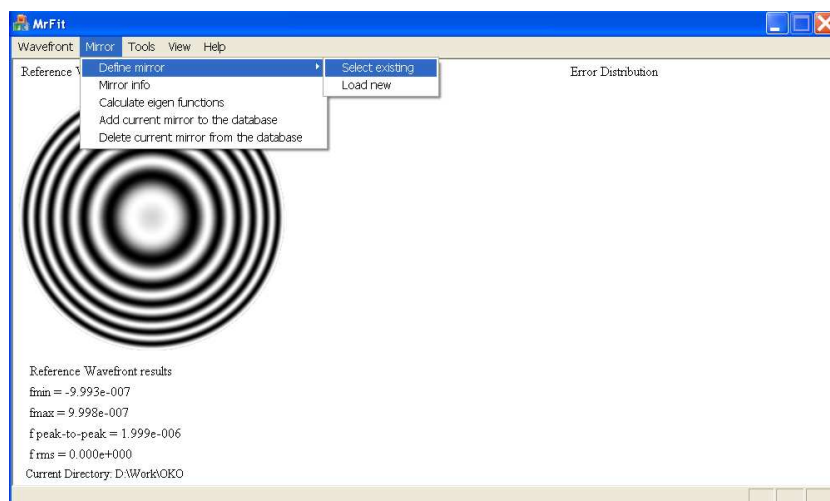 MrFit
Wavefront Mirror Tools View Help
Reference
Error Distribution
Define mirror
Select existing
Mirror info
Load new
Calculate eigen functions
Add current mirror to the database
Delete current mirror from the database
Reference Wavefront results
fmin = -9.993e-007
fmax = 9.998e-007
f peak-to-peak = 1.999e-006
f rms = 0.000e+000
Current Directory: D:\Work\OKO